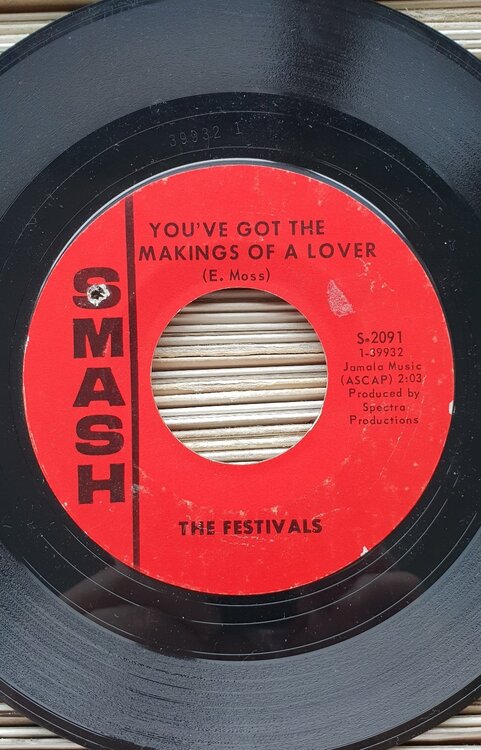 39932 1
YOU'VE GOT THE
MAKINGS OF A LOVER
(E. Moss)
SMASH
S-2091
1-39932
Jamala Music
(ASCAP) 2:03
Produced by
Spectra
Productions
THE FESTIVALS